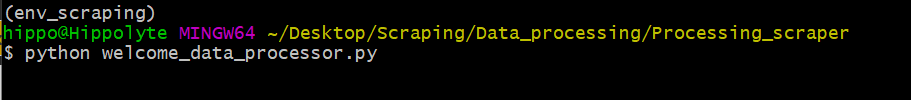 (env_scraping)
hippo@Hippolyte MINGW64 ~/Desktop/Scraping/Data_processing/Processing_scraper
$ python welcome_data_processor.py